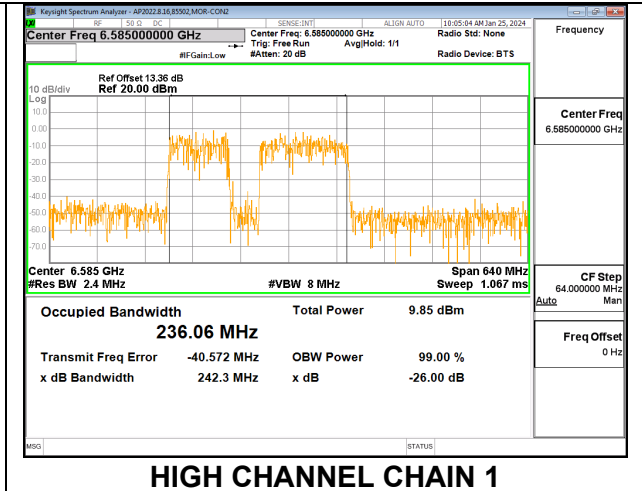 Keysight Spectrum Analyzer - AP2022.8.16,85502,MOR-CON2
RF 50 Ω DC SENSE:INT ALIGN AUTO 10:05:04 AM Jan 25, 2024
Center Freq 6.585000000 GHz Center Freq: 6.585000000 GHz Radio Std: None Frequency
Trig: Free Run Avg|Hold: 1/1
#IFGain:Low #Atten: 20 dB Radio Device: BTS
Ref Offset 13.36 dB
10 dB/div Ref 20.00 dBm
Log
10.0
0.00
-10.0
-20.0
-30.0
-40.0
-50.0
-60.0
-70.0
Center Freq
6.585000000 GHz
Center 6.585 GHz Span 640 MHz
#Res BW 2.4 MHz #VBW 8 MHz Sweep 1.067 ms
CF Step
64.000000 MHz
Auto Man
Occupied Bandwidth Total Power 9.85 dBm
236.06 MHz
Freq Offset
0 Hz
Transmit Freq Error -40.572 MHz OBW Power 99.00 %
x dB Bandwidth 242.3 MHz x dB -26.00 dB
MSG STATUS
HIGH CHANNEL CHAIN 1